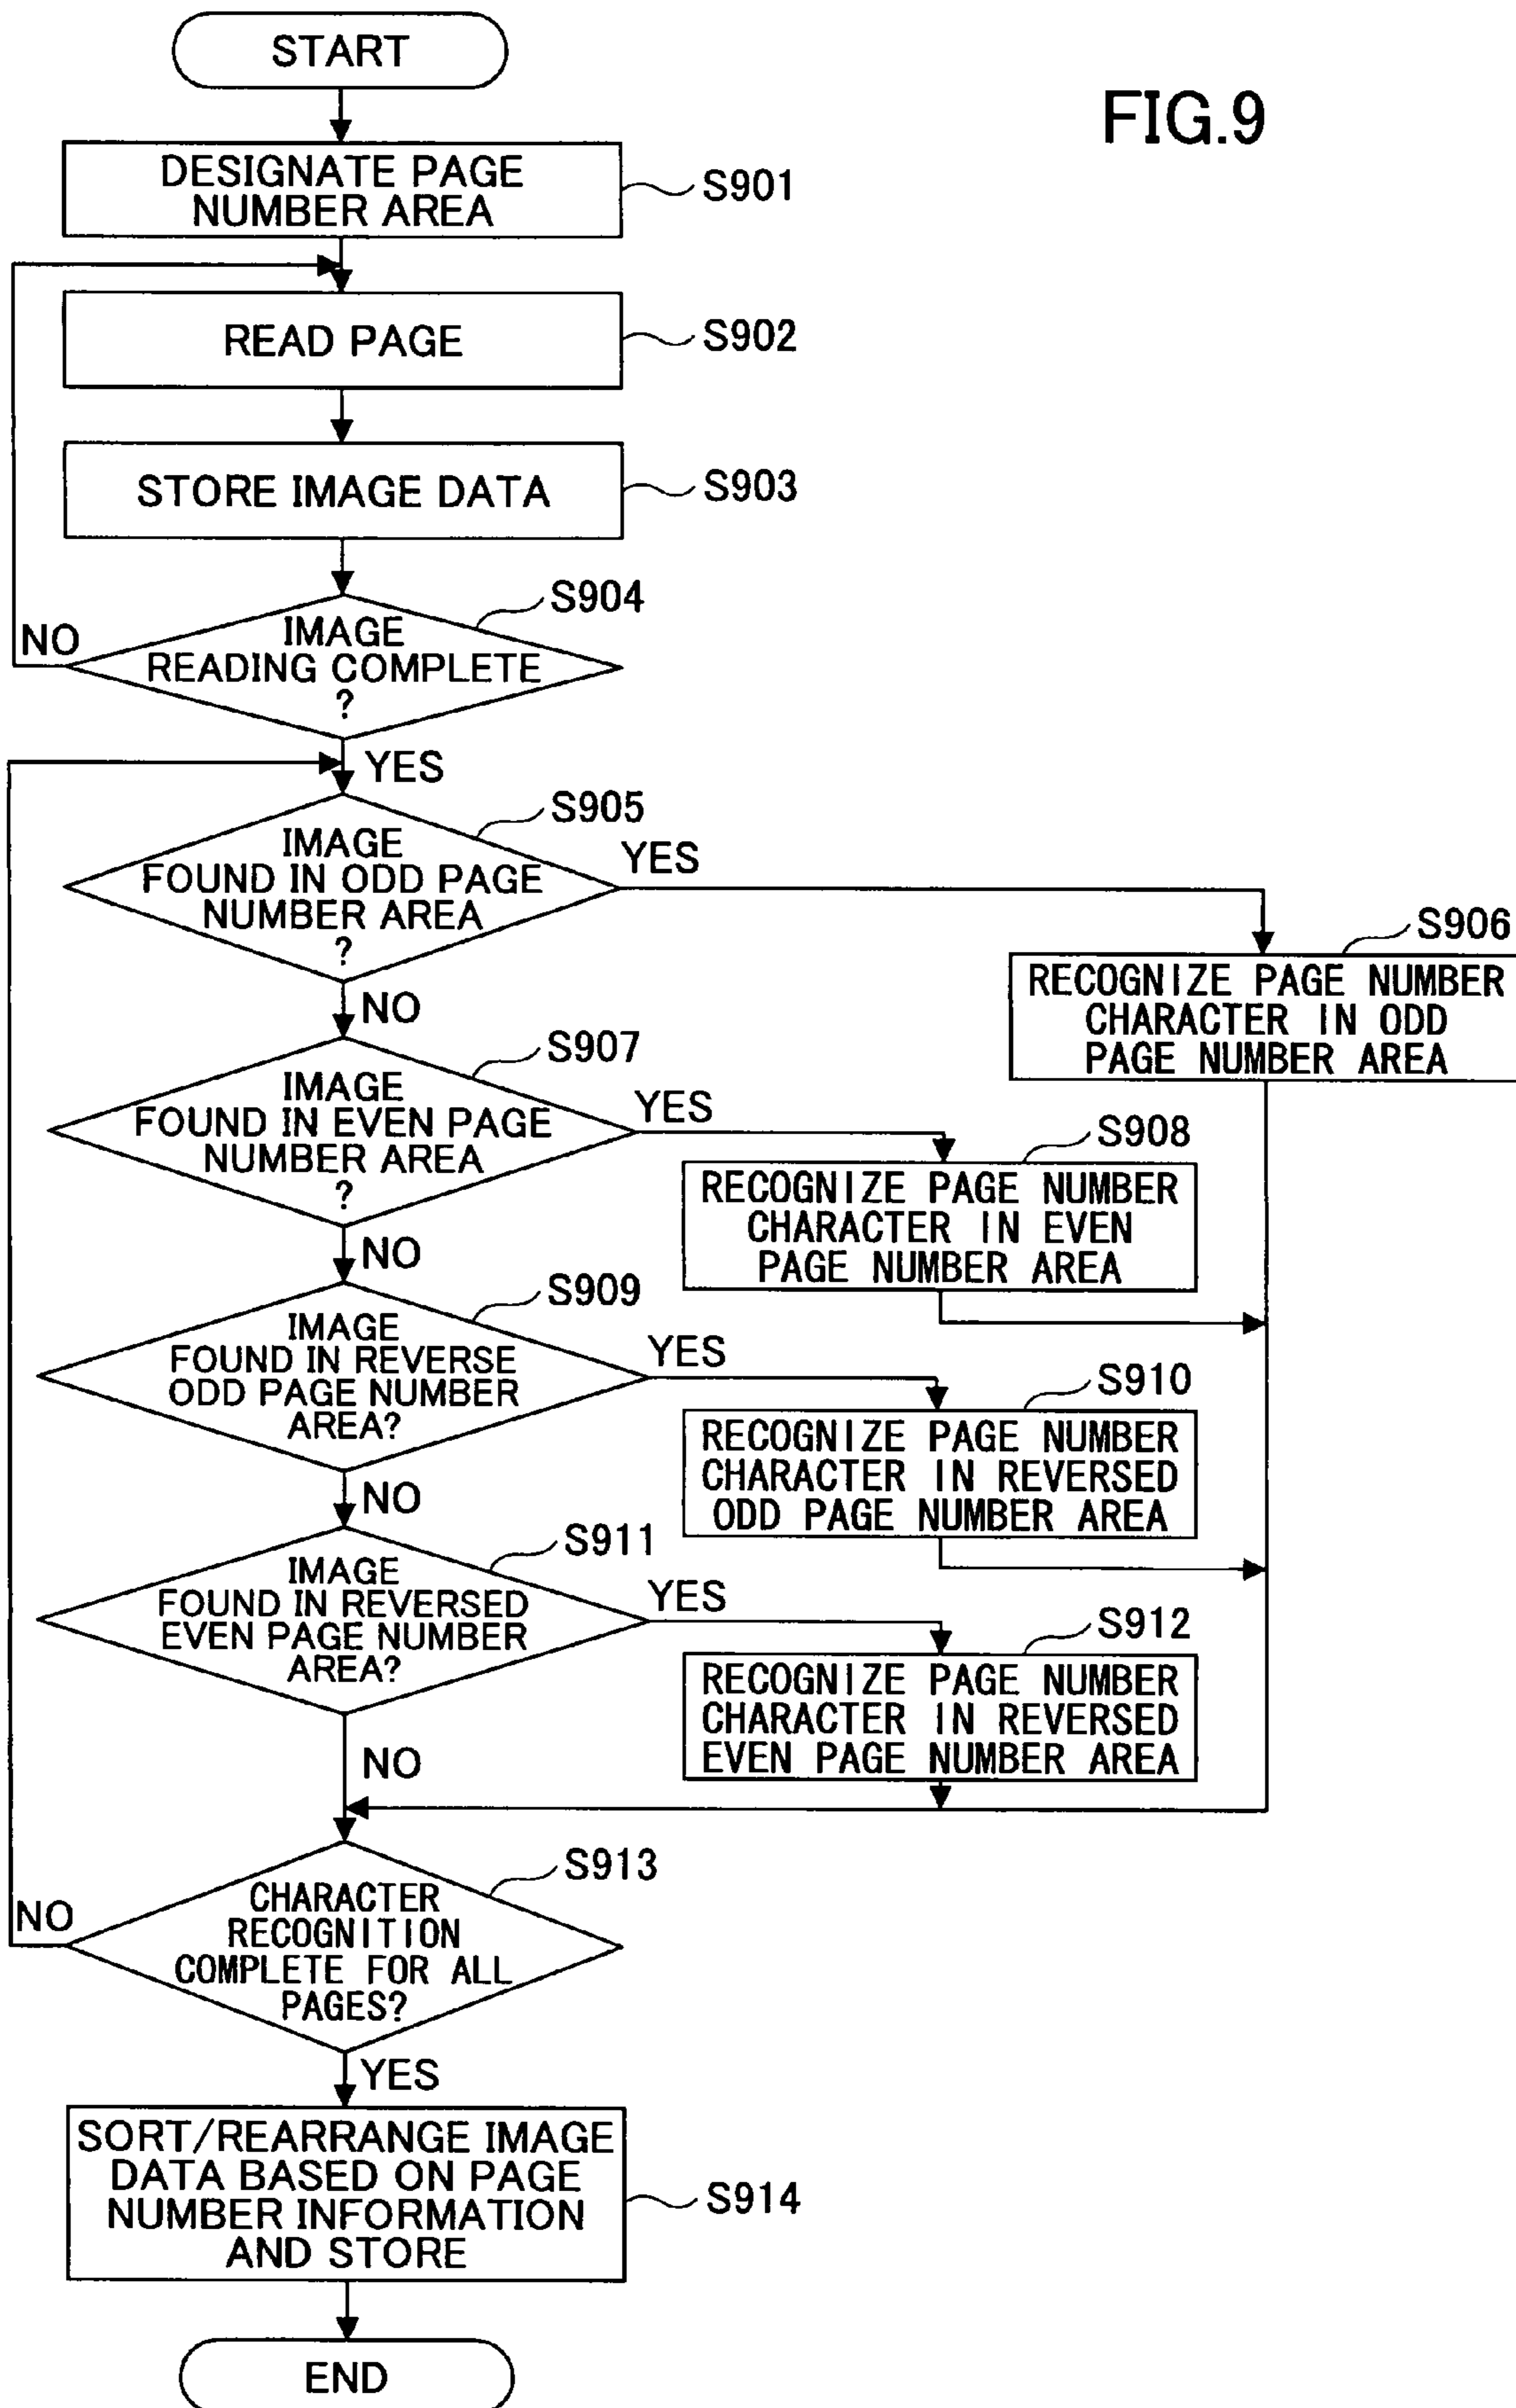 START
FIG.9
DESIGNATE PAGE
NUMBER AREA
S901
READ PAGE
S902
STORE IMAGE DATA
S903
S904
IMAGE
READING COMPLETE
?
NO
YES
S905
IMAGE
FOUND IN ODD PAGE
NUMBER AREA
?
YES
NO
S906
RECOGNIZE PAGE NUMBER
CHARACTER IN ODD
PAGE NUMBER AREA
S907
IMAGE
FOUND IN EVEN PAGE
NUMBER AREA
?
YES
NO
S908
RECOGNIZE PAGE NUMBER
CHARACTER IN EVEN
PAGE NUMBER AREA
S909
IMAGE
FOUND IN REVERSE
ODD PAGE NUMBER
AREA?
YES
NO
S910
RECOGNIZE PAGE NUMBER
CHARACTER IN REVERSED
ODD PAGE NUMBER AREA
S911
IMAGE
FOUND IN REVERSED
EVEN PAGE NUMBER
AREA?
YES
NO
S912
RECOGNIZE PAGE NUMBER
CHARACTER IN REVERSED
EVEN PAGE NUMBER AREA
S913
CHARACTER
RECOGNITION
COMPLETE FOR ALL
PAGES?
NO
YES
SORT/REARRANGE IMAGE
DATA BASED ON PAGE
NUMBER INFORMATION
AND STORE
S914
END